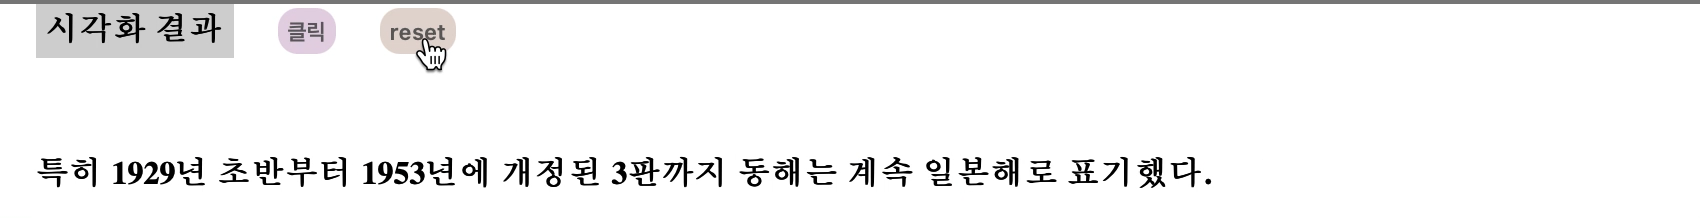 시각화 결과 클릭 reset
특히 1929년 초반부터 1953년에 개정된 3판까지 동해는 계속 일본해로 표기했다.